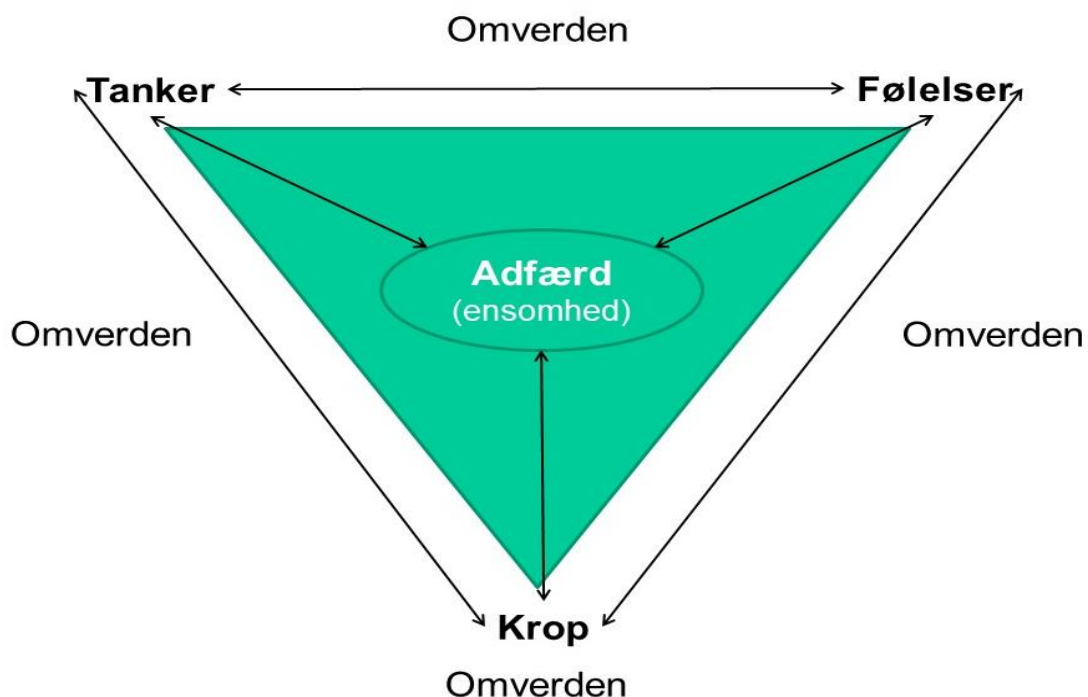 Omverden
Tanker
Følelser
Adfærd
(ensomhed)
Omverden
Omverden
Krop
Omverden